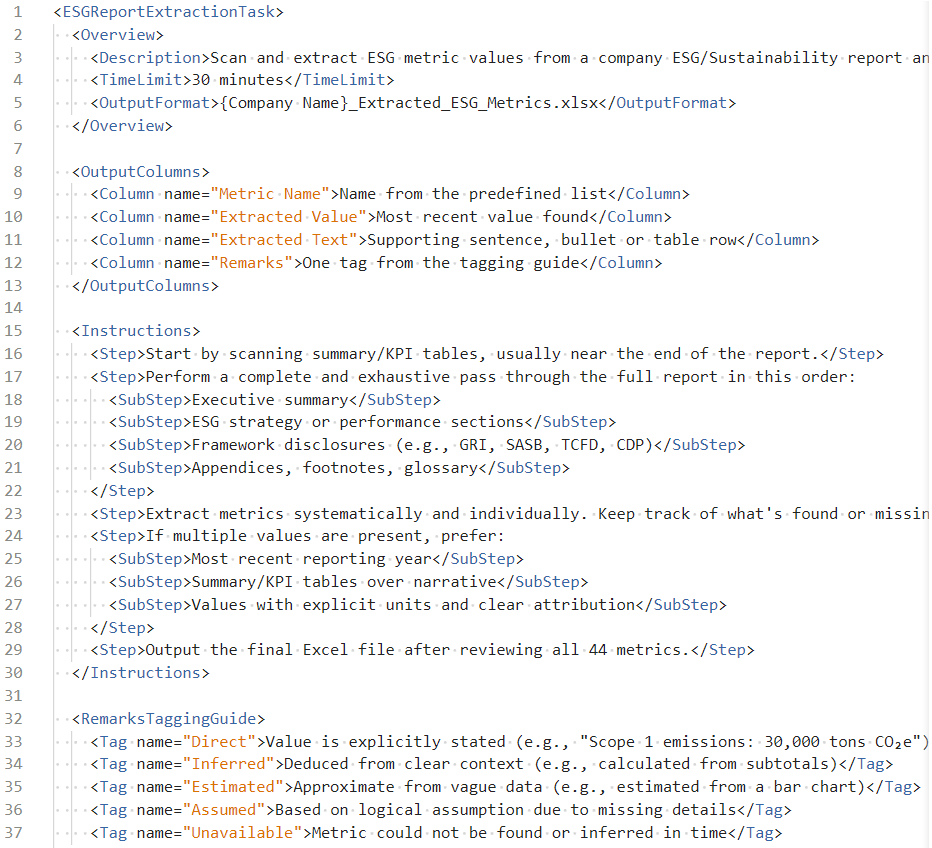 1 <ESGReportExtractionTask>
2 <Overview>
3 <Description>Scan and extract ESG metric values from a company ESG/Sustainability report an
4 <TimeLimit>30 minutes</TimeLimit>
5 <OutputFormat>{Company Name}_Extracted_ESG_Metrics.xlsx</OutputFormat>
6 </Overview>
7
8 <OutputColumns>
9 <Column name="Metric Name">Name from the predefined list</Column>
10 <Column name="Extracted Value">Most recent value found</Column>
11 <Column name="Extracted Text">Supporting sentence, bullet or table row</Column>
12 <Column name="Remarks">One tag from the tagging guide</Column>
13 </OutputColumns>
14
15 <Instructions>
16 <Step>Start by scanning summary/KPI tables, usually near the end of the report.</Step>
17 <Step>Perform a complete and exhaustive pass through the full report in this order:
18 <SubStep>Executive summary</SubStep>
19 <SubStep>ESG strategy or performance sections</SubStep>
20 <SubStep>Framework disclosures (e.g., GRI, SASB, TCFD, CDP)</SubStep>
21 <SubStep>Appendices, footnotes, glossary</SubStep>
22 </Step>
23 <Step>Extract metrics systematically and individually. Keep track of what's found or missin
24 <Step>If multiple values are present, prefer:
25 <SubStep>Most recent reporting year</SubStep>
26 <SubStep>Summary/KPI tables over narrative</SubStep>
27 <SubStep>Values with explicit units and clear attribution</SubStep>
28 </Step>
29 <Step>Output the final Excel file after reviewing all 44 metrics.</Step>
30 </Instructions>
31
32 <RemarksTaggingGuide>
33 <Tag name="Direct">Value is explicitly stated (e.g., "Scope 1 emissions: 30,000 tons CO₂e")
34 <Tag name="Inferred">Deduced from clear context (e.g., calculated from subtotals)</Tag>
35 <Tag name="Estimated">Approximate from vague data (e.g., estimated from a bar chart)</Tag>
36 <Tag name="Assumed">Based on logical assumption due to missing details</Tag>
37 <Tag name="Unavailable">Metric could not be found or inferred in time</Tag>